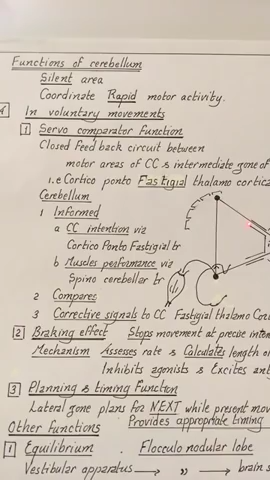 Functions of cerebellum
Silent area
Coordinate Rapid motor activity.
A In voluntary movements
1 Servo comparator function
Closed feed back circuit between
motor areas of CC & intermediate zone of
i.e Cortico ponto Fastigial thalamo cortica
Cerebellum
1 Informed
a CC intention via
Cortico Ponto Fastigial tr
b Muscles performance via
Spino cerebellar tr
2 Compares
3 Corrective signals to CC Fastigial thalamo Cor
2 Braking effect Stops movement at precise inten
Mechanism Assesses rate & Calculates length o
Inhibits agonists & Excites ant
3 Planning & timing Function
Lateral zone plans for NEXT while present mov
Provides appropriate timing
Other functions
1 Equilibrium . Flocculo nodular lobe
Vestibular apparatus → " → brain s